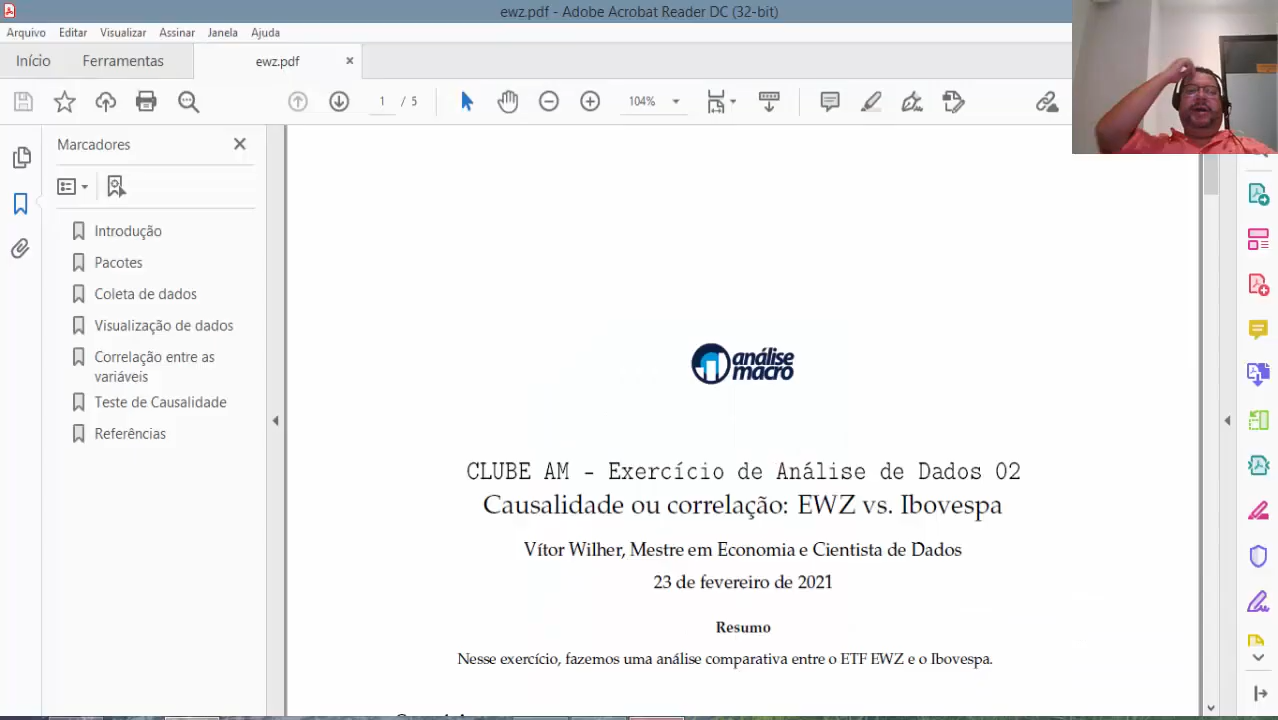 ewz.pdf - Adobe Acrobat Reader DC (32-bit)
Arquivo Editar Visualizar Assinar Janela Ajuda
Início Ferramentas ewz.pdf
1 / 5 104%
Marcadores
Introdução
Pacotes
Coleta de dados
Visualização de dados
Correlação entre as
variáveis
Teste de Causalidade
Referências
análise
macro
CLUBE AM - Exercício de Análise de Dados 02
Causalidade ou correlação: EWZ vs. Ibovespa
Vítor Wilher, Mestre em Economia e Cientista de Dados
23 de fevereiro de 2021
Resumo
Nesse exercício, fazemos uma análise comparativa entre o ETF EWZ e o Ibovespa.